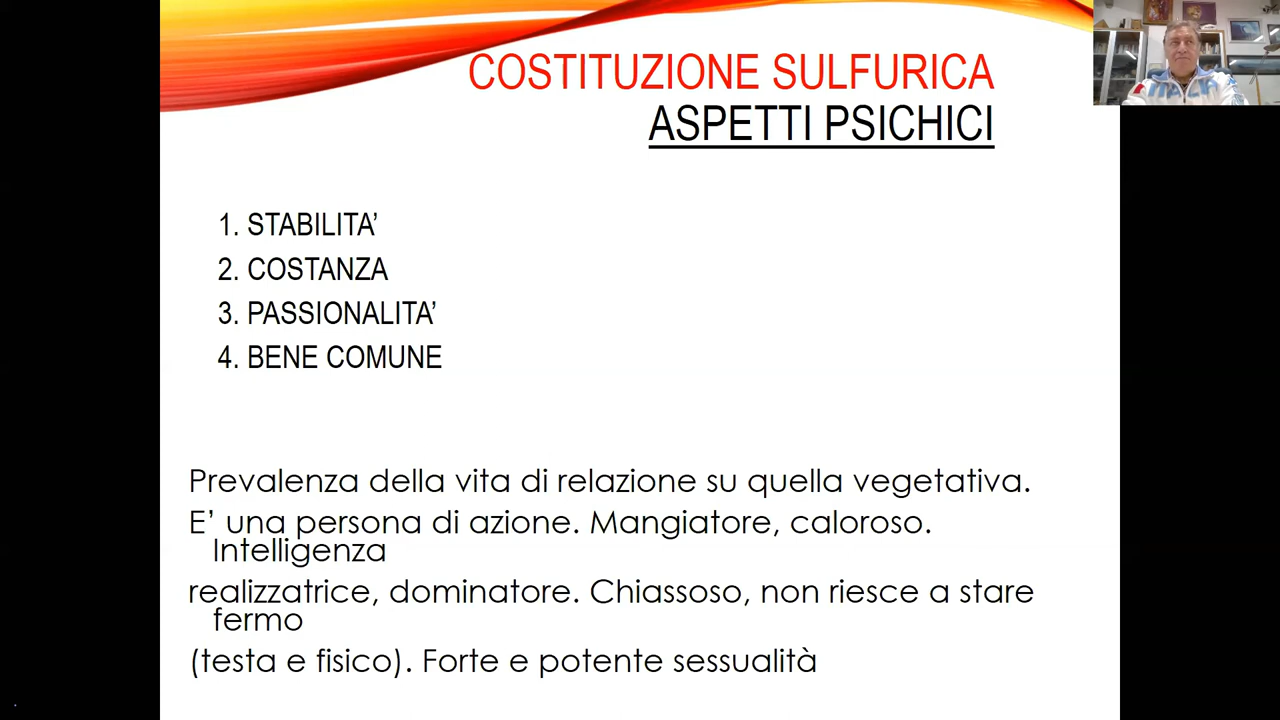 COSTITUZIONE SULFURICA
ASPETTI PSICHICI
1. STABILITA’
2. COSTANZA
3. PASSIONALITA’
4. BENE COMUNE
Prevalenza della vita di relazione su quella vegetativa.
E’ una persona di azione. Mangiatore, caloroso.
Intelligenza
realizzatrice, dominatore. Chiassoso, non riesce a stare
fermo
(testa e fisico). Forte e potente sessualità